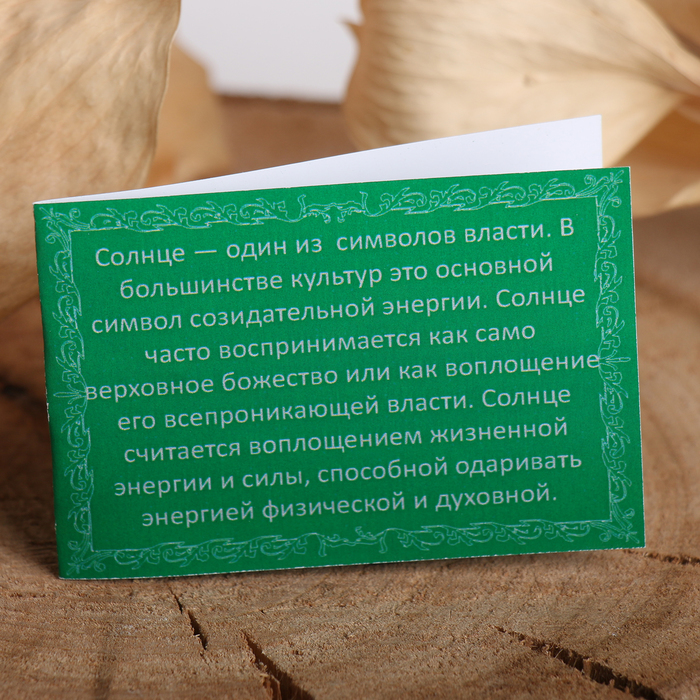 Солнце — один из символов власти. В
большинстве культур это основной
символ созидательной энергии. Солнце
часто воспринимается как само
верховное божество или как воплощение
его всепроникающей власти. Солнце
считается воплощением жизненной
энергии и силы, способной одаривать
энергией физической и духовной.